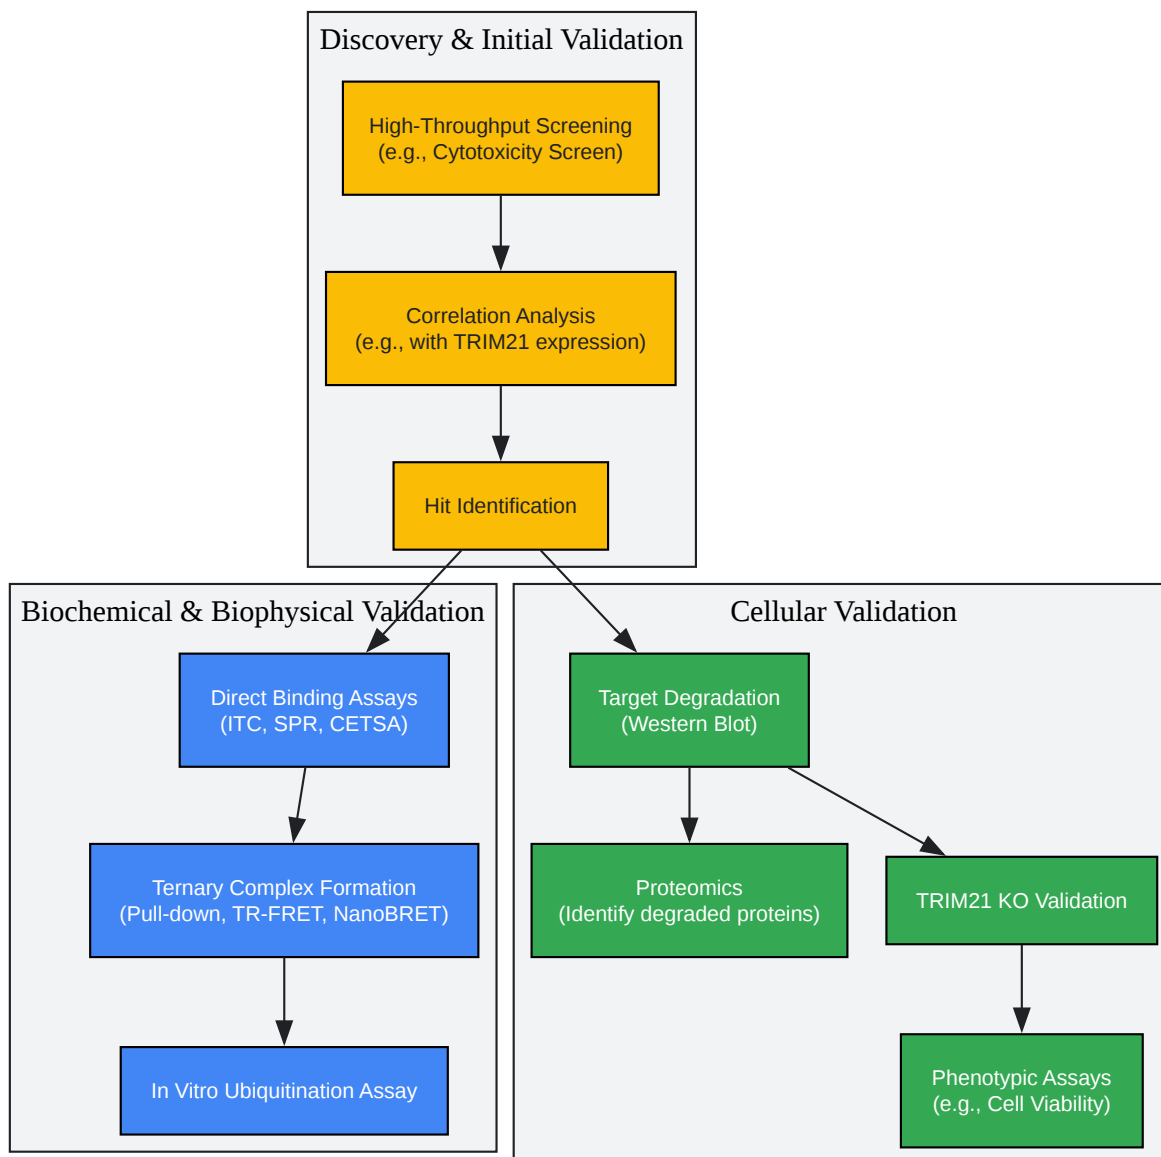 Discovery & Initial Validation
High-Throughput Screening
(e.g., Cytotoxicity Screen)
Correlation Analysis
(e.g., with TRIM21 expression)
Hit Identification
Biochemical & Biophysical Validation
Direct Binding Assays
(ITC, SPR, CETSA)
Ternary Complex Formation
(Pull-down, TR-FRET, NanoBRET)
In Vitro Ubiquitination Assay
Cellular Validation
Target Degradation
(Western Blot)
Proteomics
(Identify degraded proteins)
TRIM21 KO Validation
Phenotypic Assays
(e.g., Cell Viability)